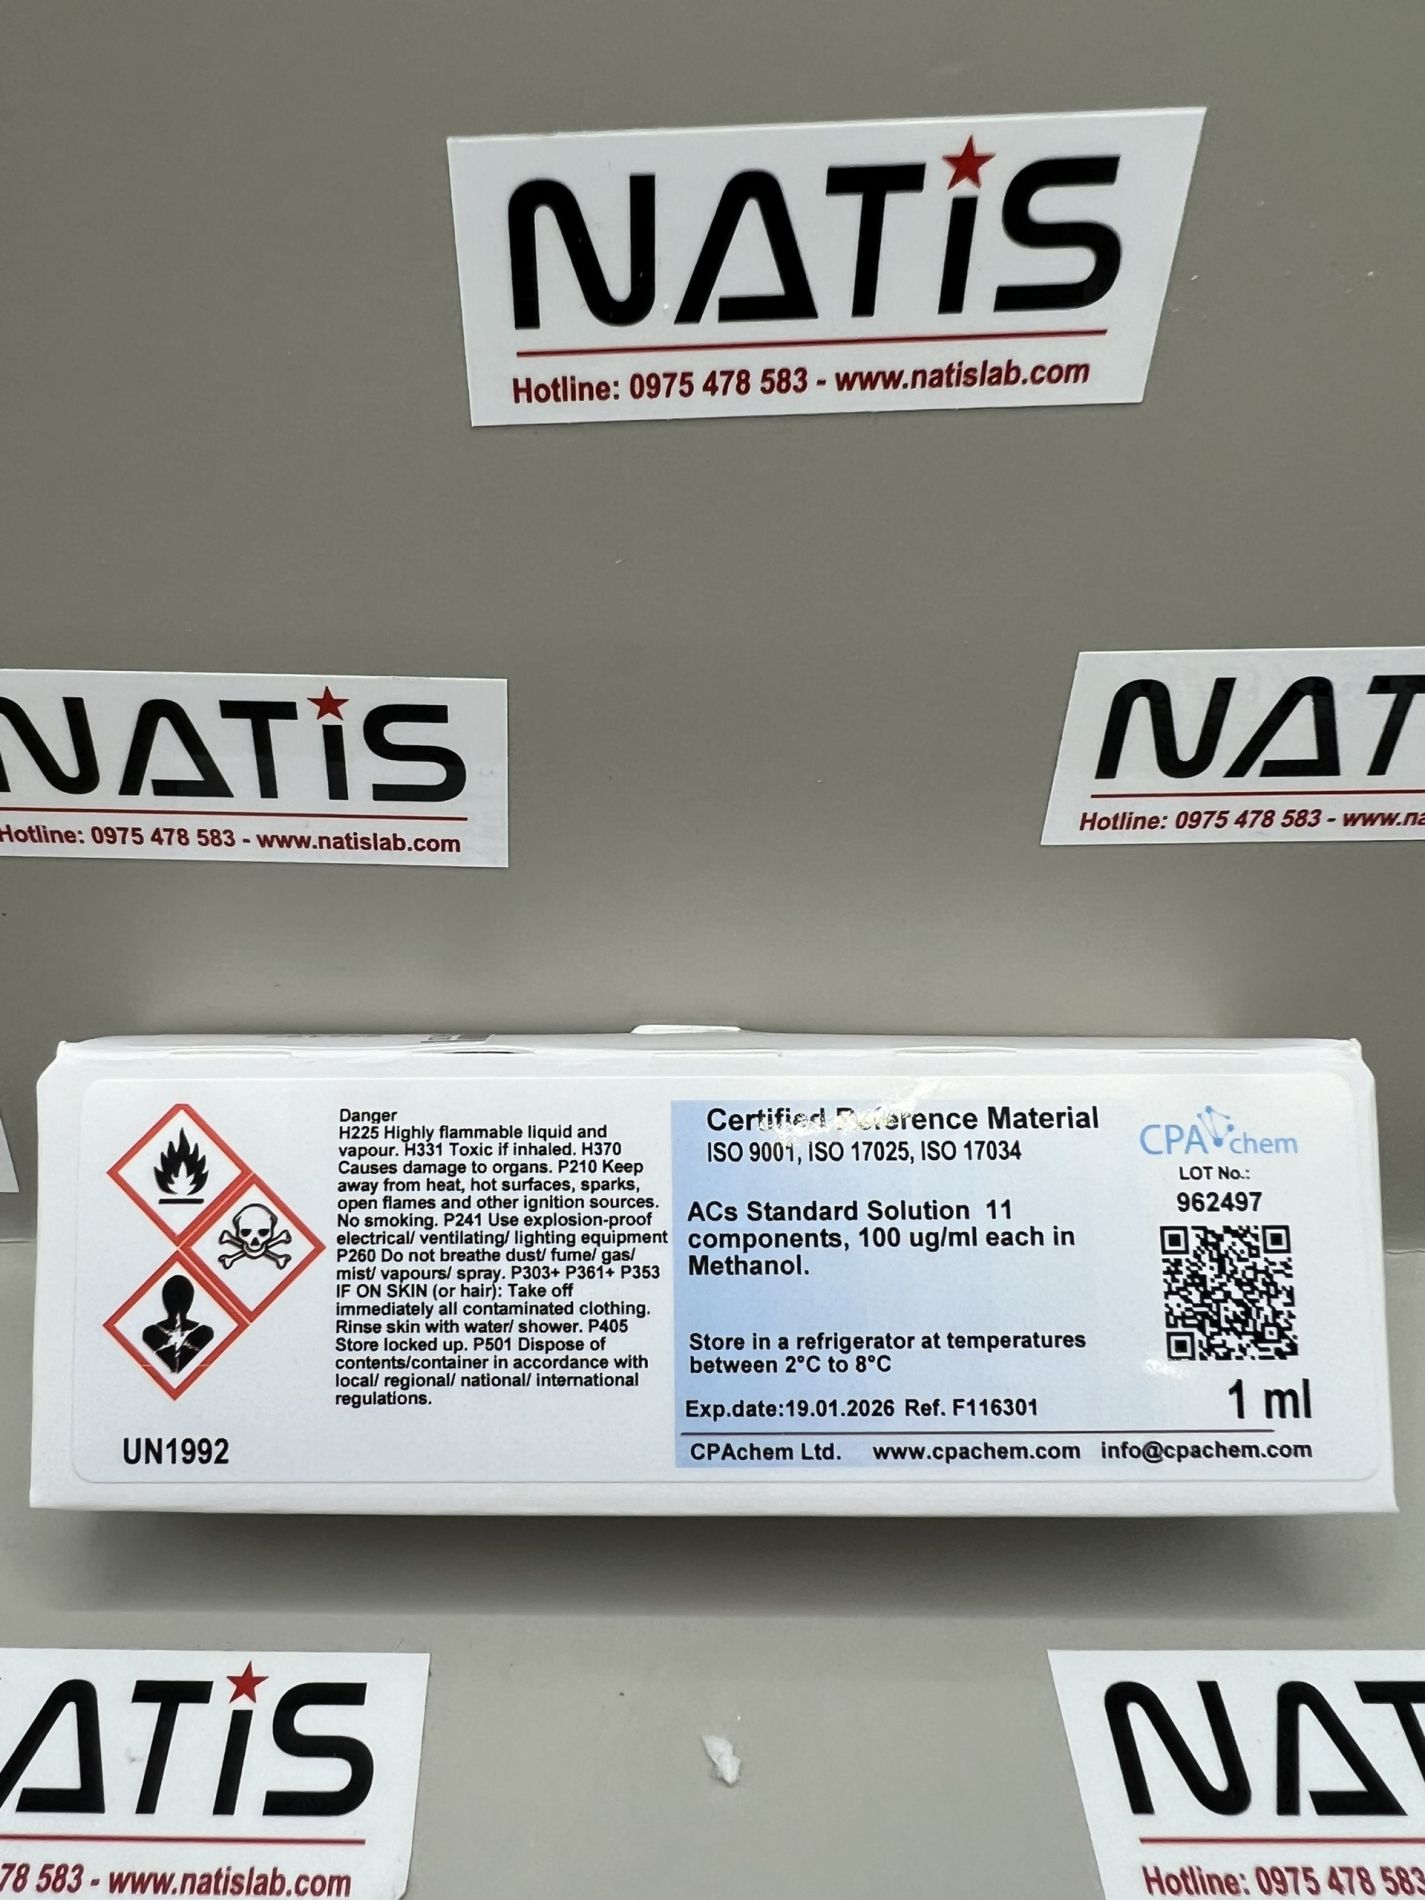 NATiS
Hotline: 0975 478 583 - www.natislab.com
NATiS
Hotline: 0975 478 583 - www.natislab.com
NAT
Hotline: 0975 478 583 - www.na
Danger
H225 Highly flammable liquid and
vapour. H331 Toxic if inhaled. H370
Causes damage to organs. P210 Keep
away from heat, hot surfaces, sparks,
open flames and other ignition sources.
No smoking. P241 Use explosion-proof
electrical/ ventilating/ lighting equipment
P260 Do not breathe dust/ fume/ gas/
mist/ vapours/ spray. P303+ P361+ P353
IF ON SKIN (or hair): Take off
immediately all contaminated clothing.
Rinse skin with water/ shower. P405
Store locked up. P501 Dispose of
contents/container in accordance with
local/ regional/ national/ international
regulations.
UN1992
Certified Reference Material
ISO 9001, ISO 17025, ISO 17034
ACs Standard Solution 11
components, 100 ug/ml each in
Methanol.
Store in a refrigerator at temperatures
between 2°C to 8°C
Exp.date:19.01.2026 Ref. F116301
CPAchem Ltd. www.cpachem.com info@cpachem.com
CPAchem
LOT No.:
962497
1 ml
ATiS
78 583 - www.natislab.com
NAT
Hotline: 0975 478 583